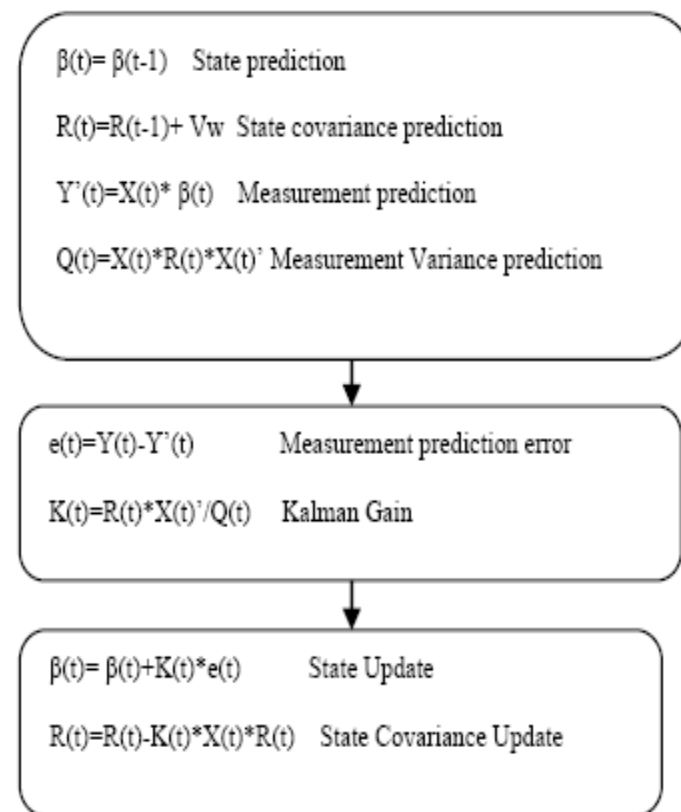 β(t)= β(t-1) State prediction
R(t)=R(t-1)+ Vw State covariance prediction
Y’(t)=X(t)* β(t) Measurement prediction
Q(t)=X(t)*R(t)*X(t)’ Measurement Variance prediction
e(t)=Y(t)-Y’(t) Measurement prediction error
K(t)=R(t)*X(t)’/Q(t) Kalman Gain
β(t)= β(t)+K(t)*e(t) State Update
R(t)=R(t)-K(t)*X(t)*R(t) State Covariance Update